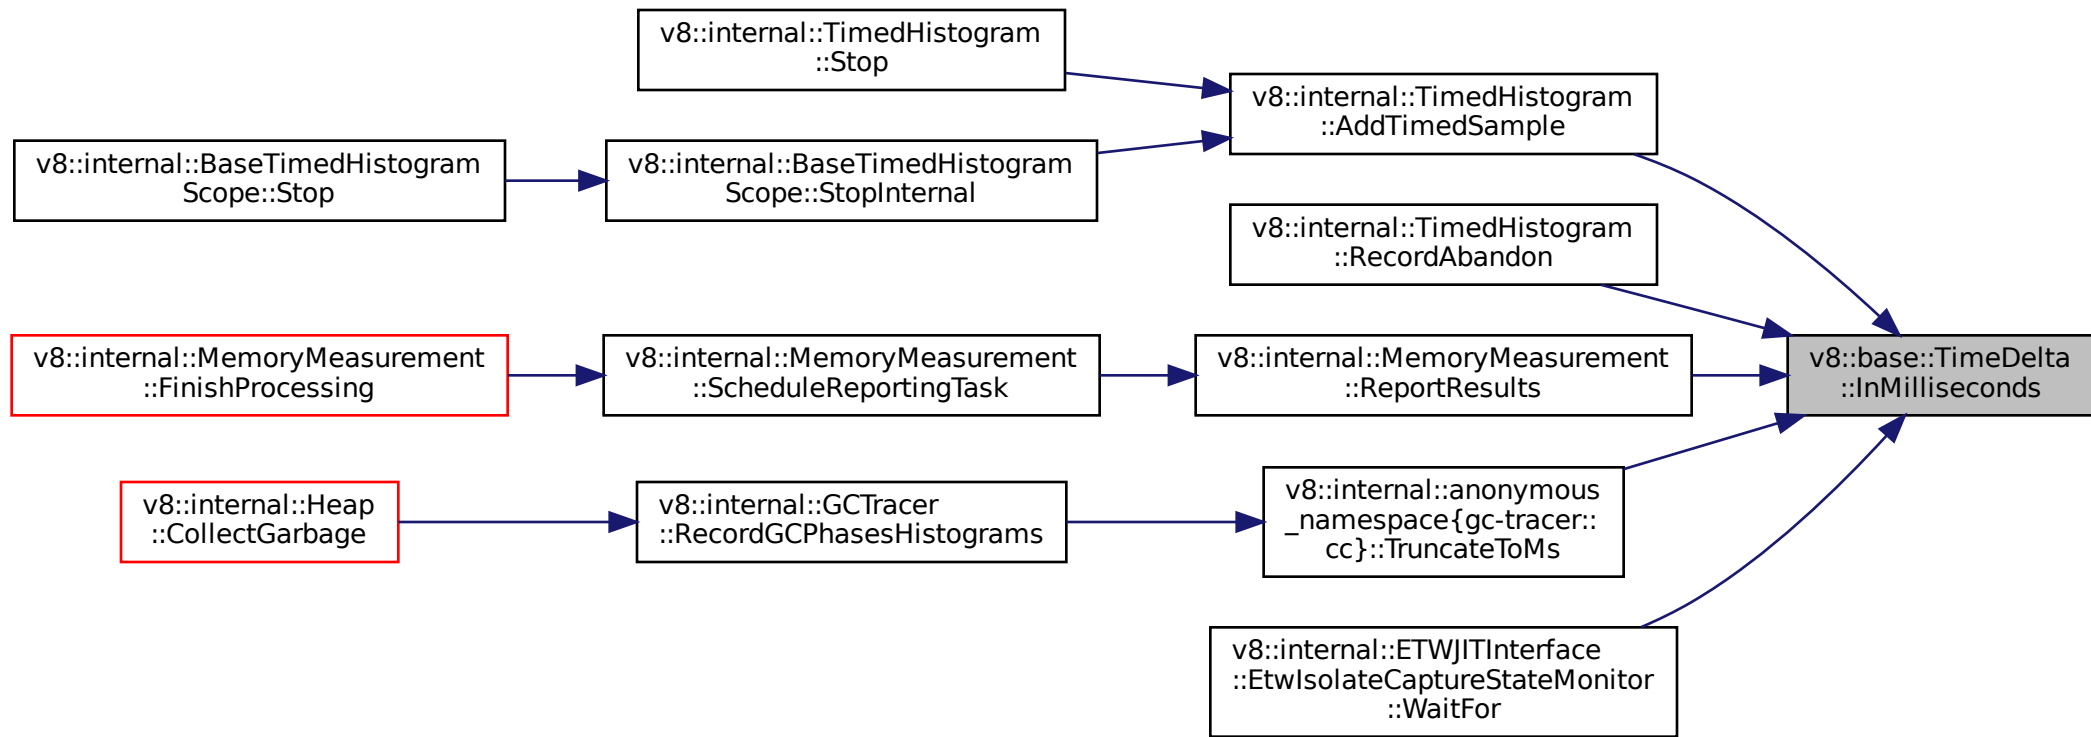 v8::internal::TimedHistogram
::Stop
v8::internal::TimedHistogram
::AddTimedSample
v8::internal::BaseTimedHistogram
Scope::Stop
v8::internal::BaseTimedHistogram
Scope::StopInternal
v8::internal::TimedHistogram
::RecordAbandon
v8::internal::MemoryMeasurement
::FinishProcessing
v8::internal::MemoryMeasurement
::ScheduleReportingTask
v8::internal::MemoryMeasurement
::ReportResults
v8::base::TimeDelta
::InMilliseconds
v8::internal::Heap
::CollectGarbage
v8::internal::GCTracer
::RecordGCPhasesHistograms
v8::internal::anonymous
_namespace{gc-tracer::
cc}::TruncateToMs
v8::internal::ETWJITInterface
::EtwIsolateCaptureStateMonitor
::WaitFor